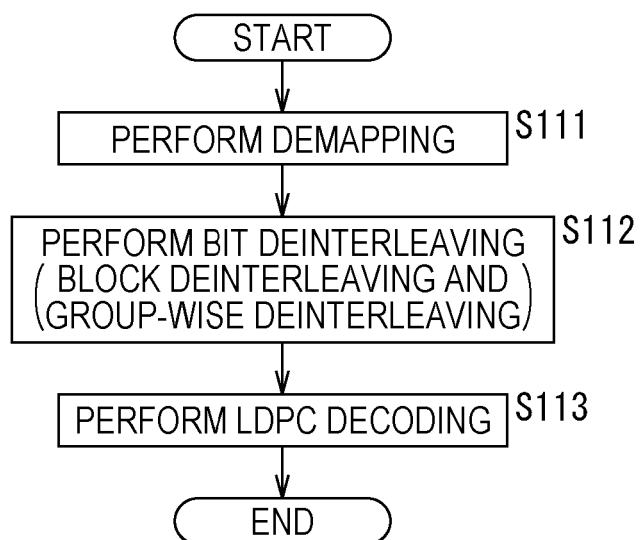 START
PERFORM DEMAPPING S111
PERFORM BIT DEINTERLEAVING S112
(BLOCK DEINTERLEAVING AND
GROUP-WISE DEINTERLEAVING)
PERFORM LDPC DECODING S113
END